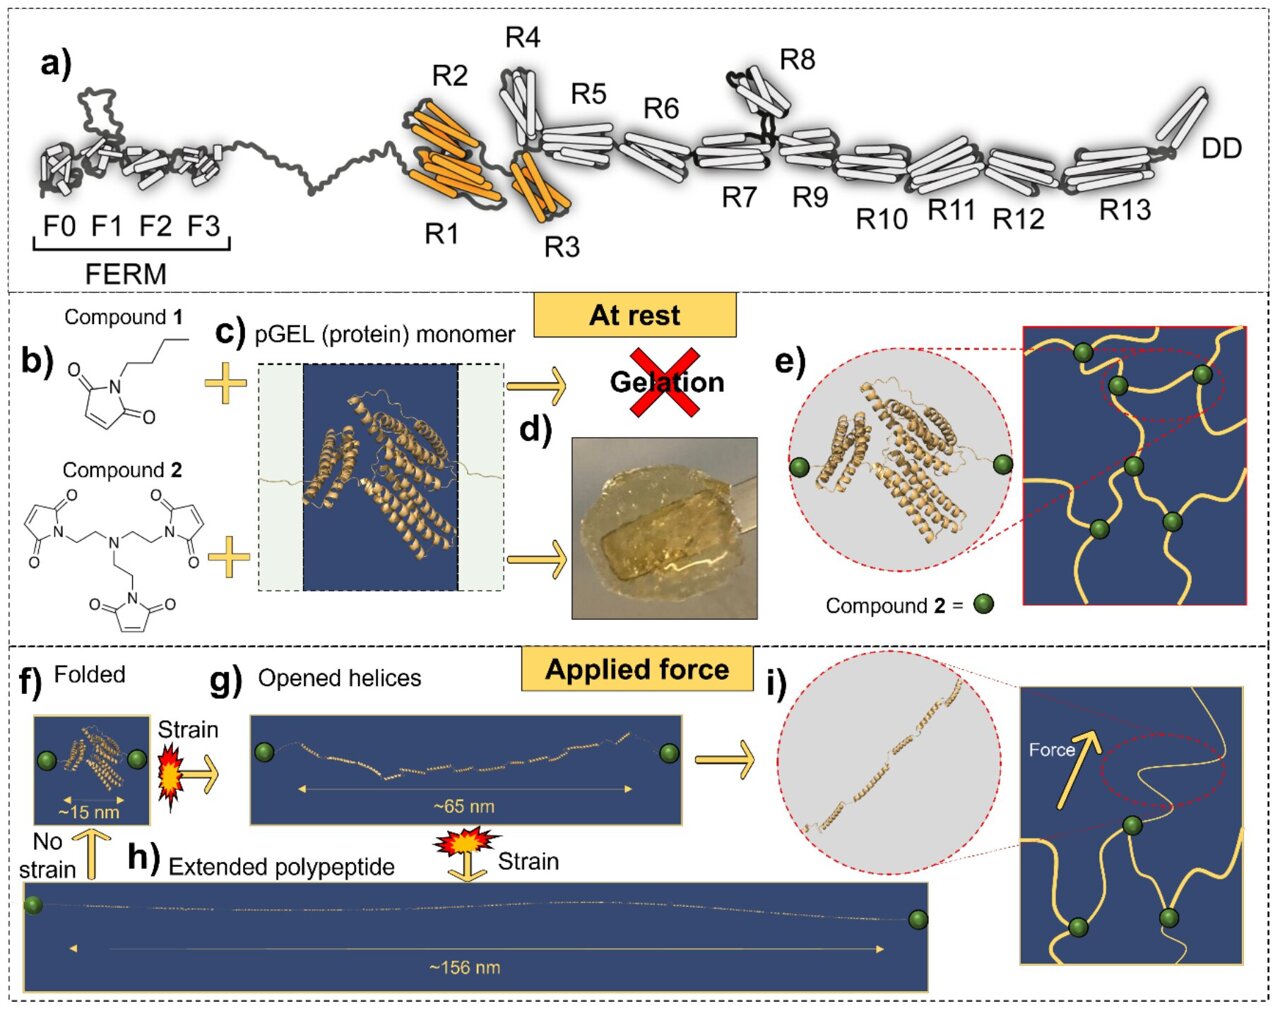 a)
R4
R2
R8
R5
R6
DD
F0 F1 F2 F3
R1
R3
R7
R9
R10
R11
R12
R13
FERM
At rest
Compound 1
c) pGEL (protein) monomer
b)
O
N
O
Gelation
e)
d)
Compound 2
O
O
N
N
N
O
O
N
O
O
Compound 2 =
Applied force
f) Folded
g) Opened helices
i)
Strain
Force
~15 nm
~65 nm
No
strain
h) Extended polypeptide
Strain
~156 nm